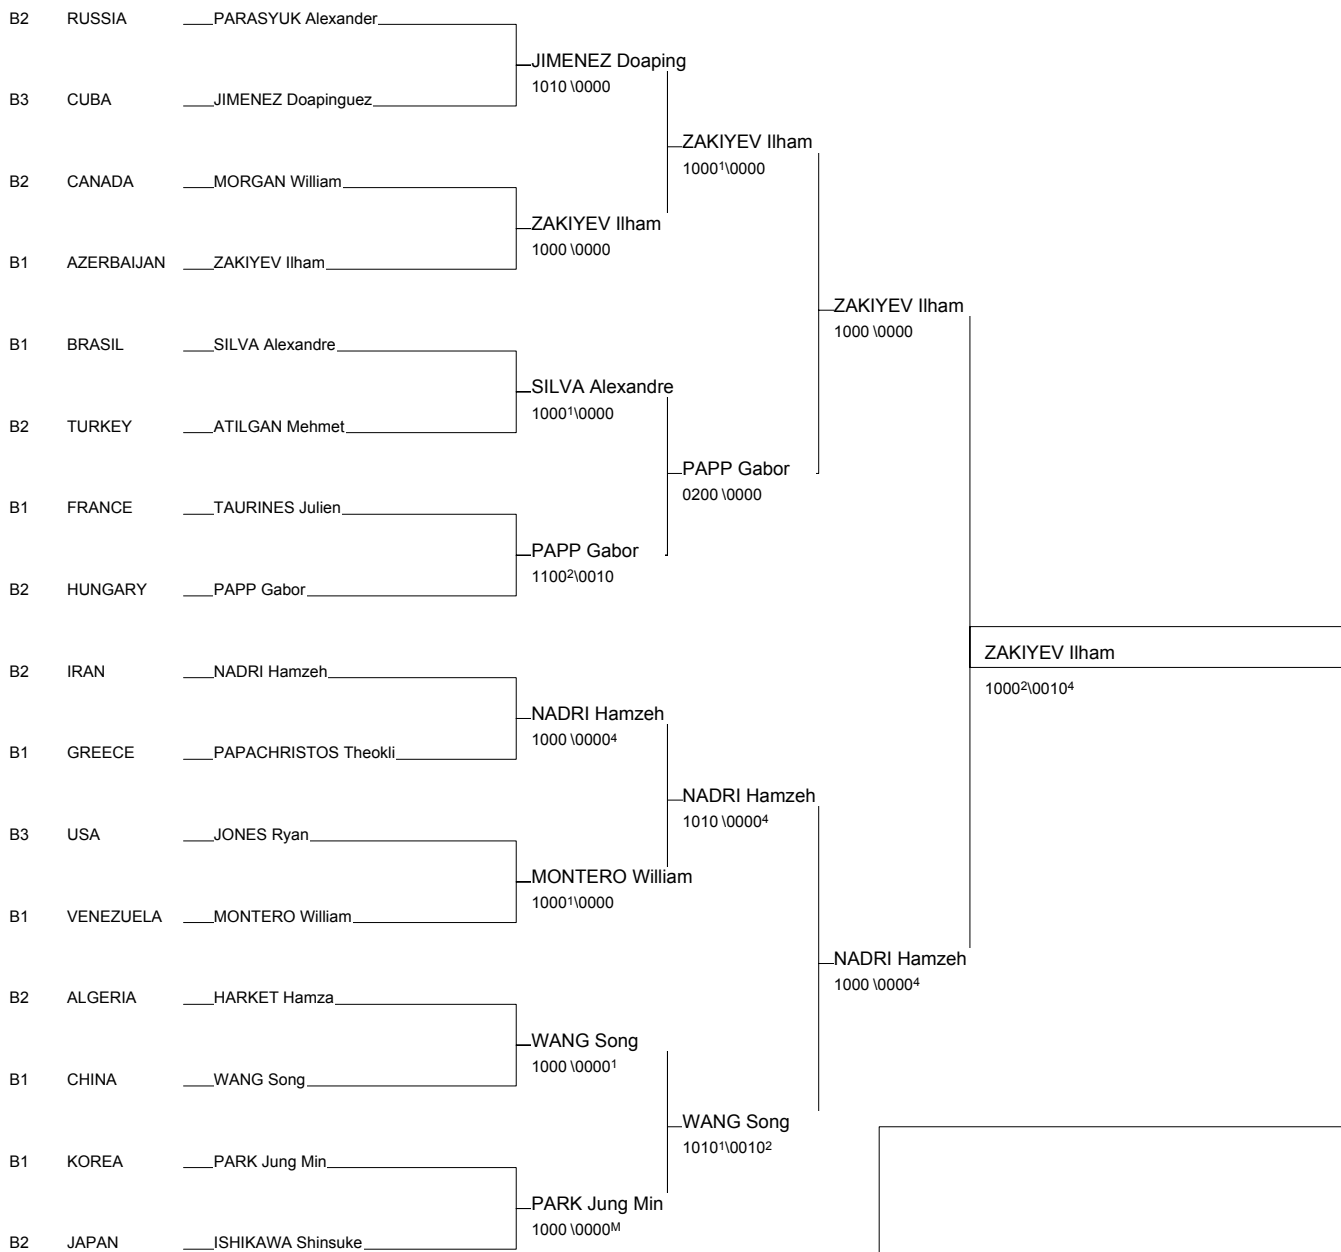 B2 RUSSIA PARASYUK Alexander
JIMENEZ Doaping
1010 \0000
B3 CUBA JIMENEZ Doapinguez
ZAKIYEV Ilham
1000¹\0000
B2 CANADA MORGAN William
ZAKIYEV Ilham
1000 \0000
B1 AZERBAIJAN ZAKIYEV Ilham
ZAKIYEV Ilham
1000 \0000
B1 BRASIL SILVA Alexandre
SILVA Alexandre
1000¹\0000
B2 TURKEY ATILGAN Mehmet
PAPP Gabor
0200 \0000
B1 FRANCE TAURINES Julien
PAPP Gabor
1100²\0010
B2 HUNGARY PAPP Gabor
ZAKIYEV Ilham
1000²\0010⁴
B2 IRAN NADRI Hamzeh
NADRI Hamzeh
1000 \0000⁴
B1 GREECE PAPACHRISTOS Theokli
NADRI Hamzeh
1010 \0000⁴
B3 USA JONES Ryan
MONTERO William
1000¹\0000
B1 VENEZUELA MONTERO William
NADRI Hamzeh
1000 \0000⁴
B2 ALGERIA HARKET Hamza
WANG Song
1000 \0000¹
B1 CHINA WANG Song
WANG Song
1010¹\0010²
B1 KOREA PARK Jung Min
PARK Jung Min
1000 \0000ᴹ
B2 JAPAN ISHIKAWA Shinsuke